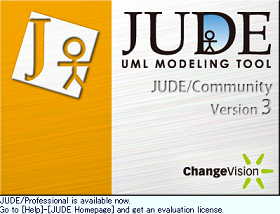 J
JUDE
UML MODELING TOOL
JUDE/Community
Version 3
ChangeVision
JUDE/Professional is available now.
Go to [Help]-[JUDE Homepage] and get an evaluation license.